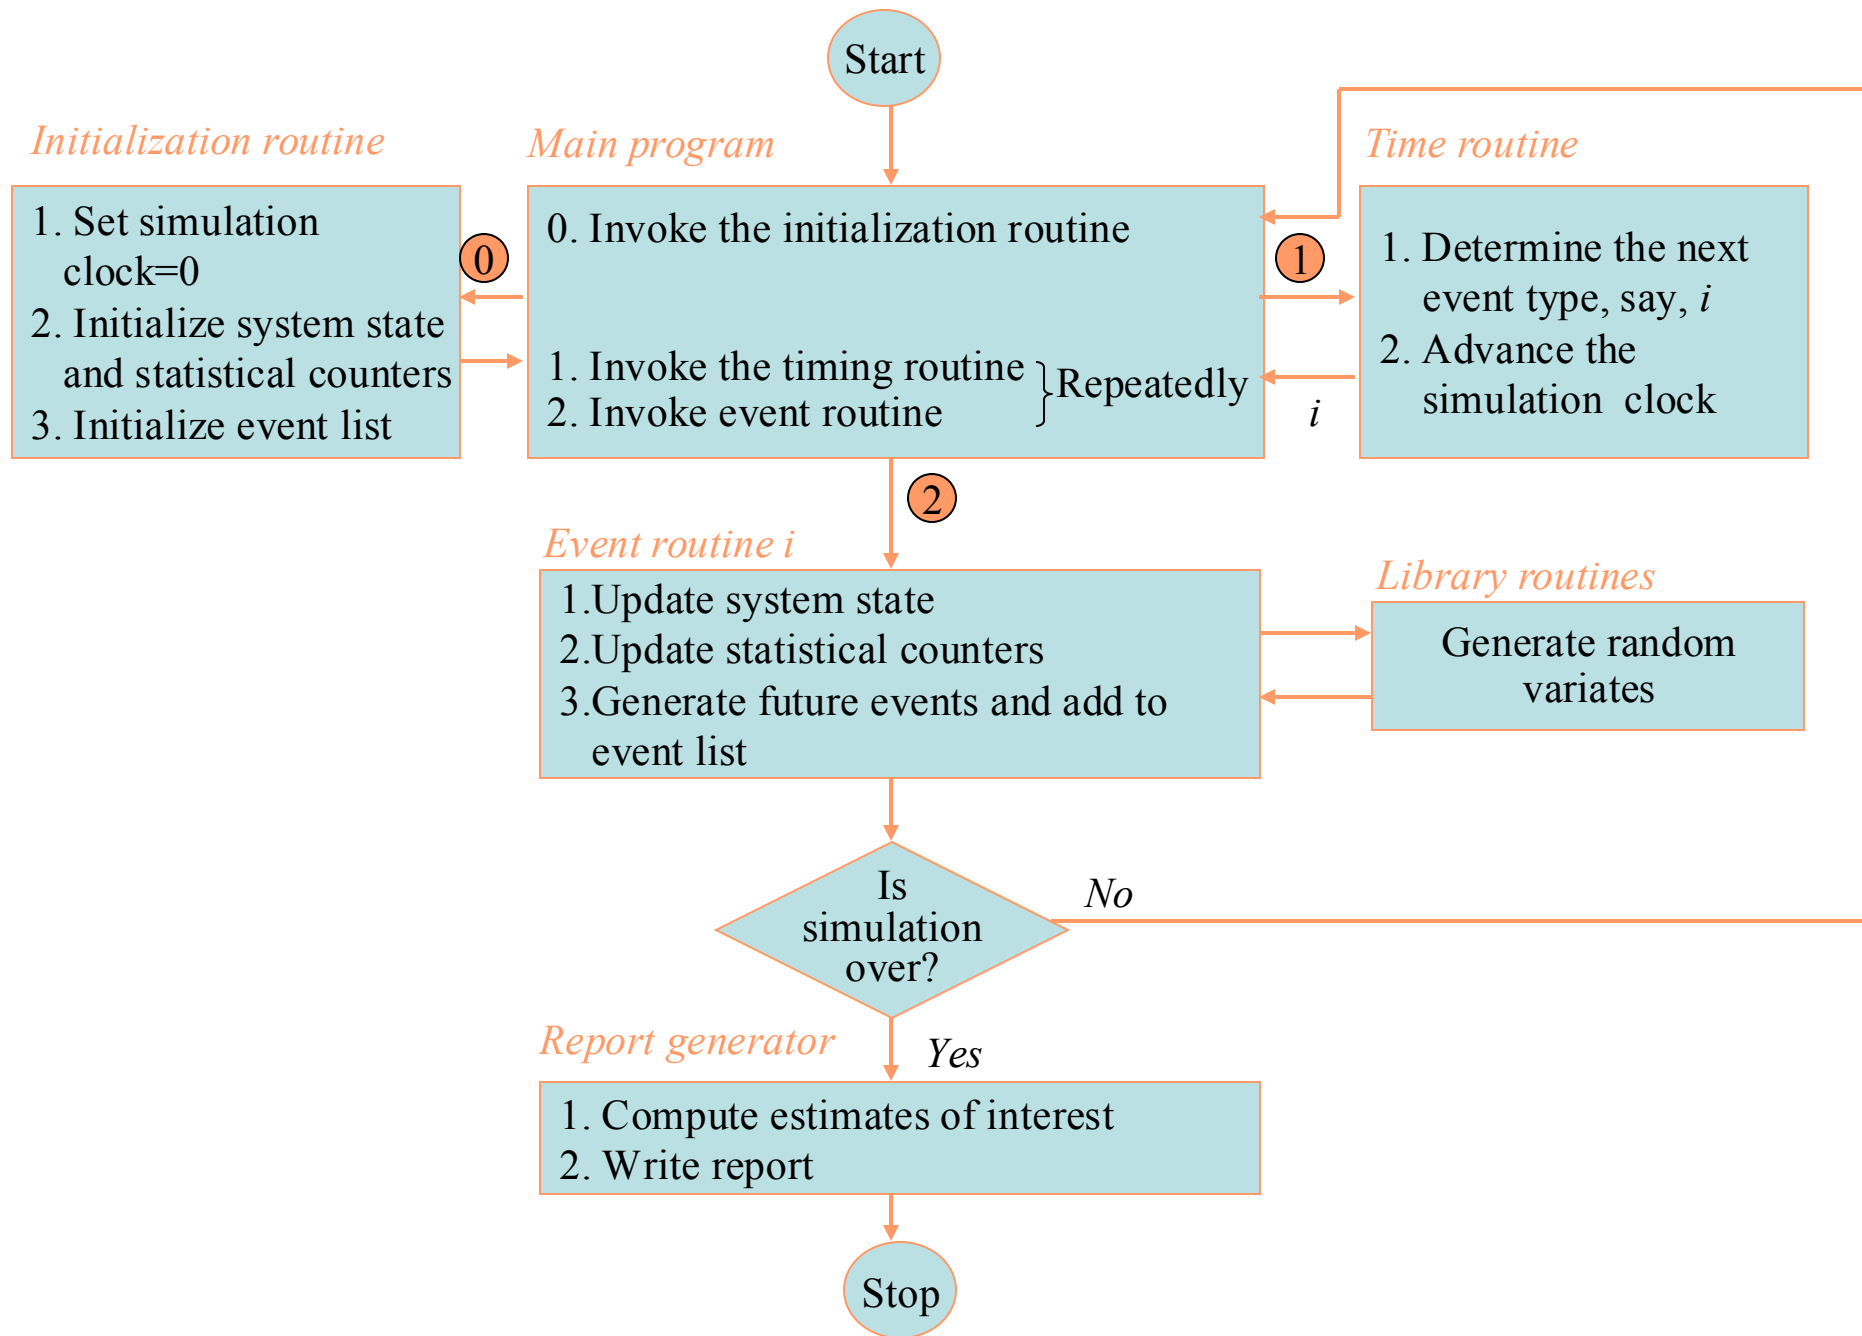 Start
Initialization routine
1. Set simulation
clock=0
2. Initialize system state
and statistical counters
3. Initialize event list
0
Main program
0. Invoke the initialization routine
1. Invoke the timing routine
2. Invoke event routine
Repeatedly
1
i
Time routine
1. Determine the next
event type, say, i
2. Advance the
simulation clock
2
Event routine i
1.Update system state
2.Update statistical counters
3.Generate future events and add to
event list
Library routines
Generate random
variates
Is
simulation
over?
No
Yes
Report generator
1. Compute estimates of interest
2. Write report
Stop